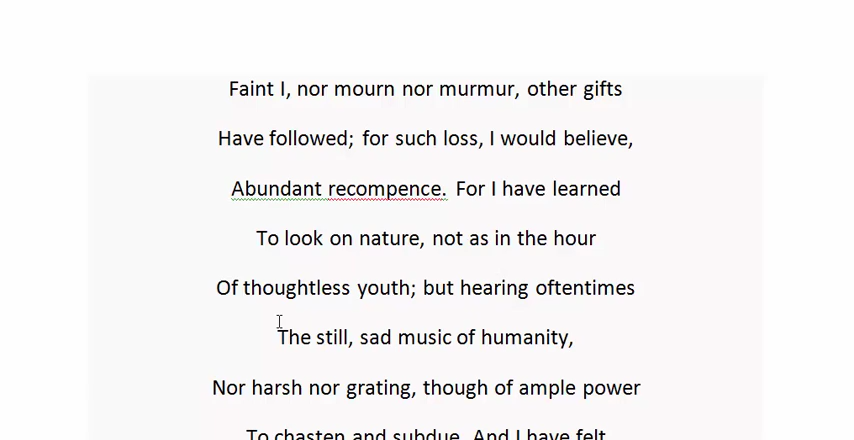 Faint I, nor mourn nor murmur, other gifts
Have followed; for such loss, I would believe,
Abundant recompence. For I have learned
To look on nature, not as in the hour
Of thoughtless youth; but hearing oftentimes
The still, sad music of humanity,
Nor harsh nor grating, though of ample power
To chasten and subdue. And I have felt